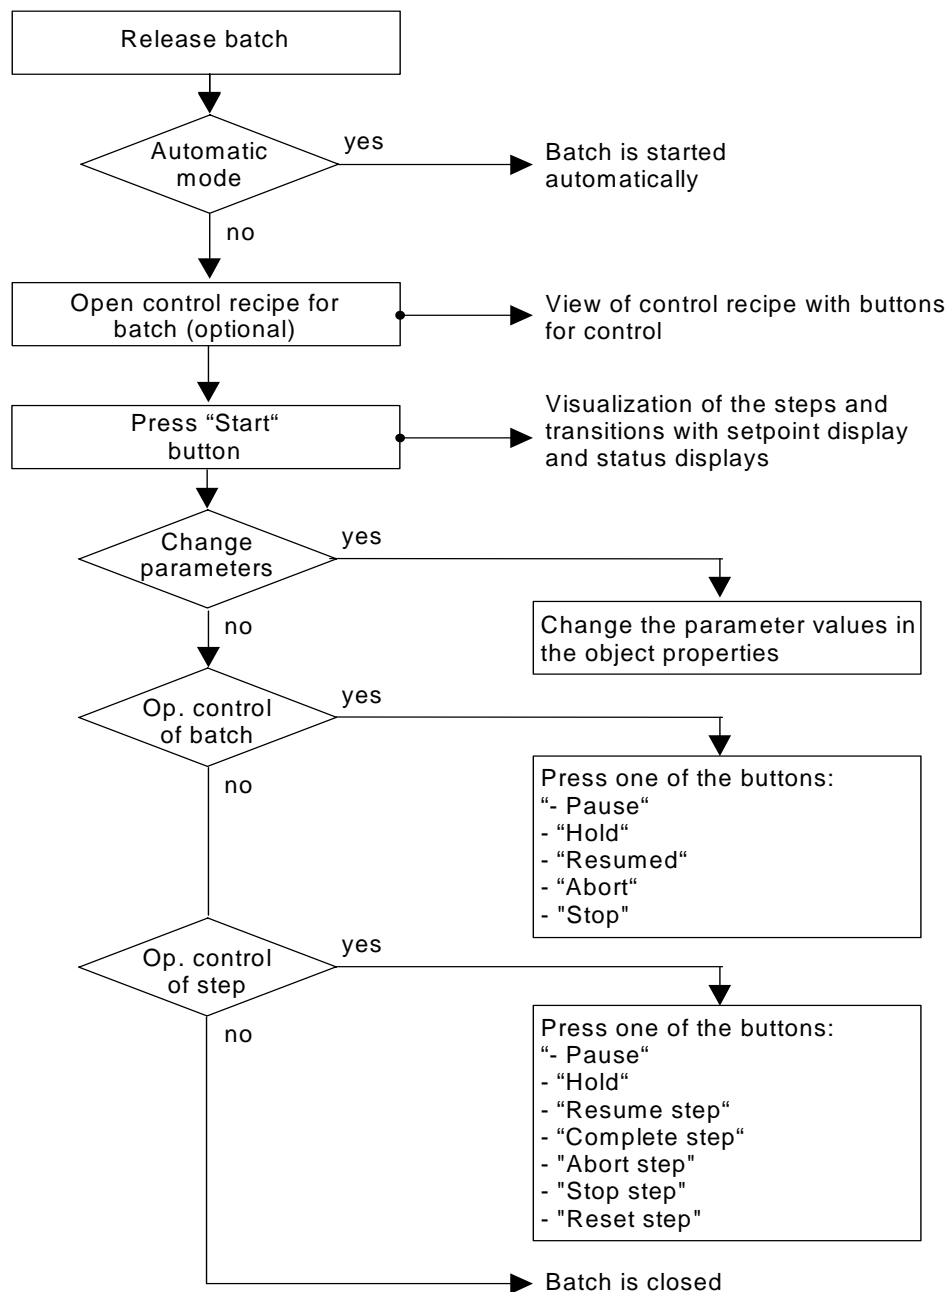 Release batch
Automatic
mode
yes
Batch is started
automatically
no
Open control recipe for
batch (optional)
View of control recipe with buttons
for control
Press “Start“
button
Visualization of the steps and
transitions with setpoint display
and status displays
Change
parameters
yes
no
Change the parameter values in
the object properties
Op. control
of batch
yes
no
Press one of the buttons:
“- Pause“
- “Hold“
- “Resumed“
- “Abort“
- "Stop"
Op. control
of step
yes
no
Press one of the buttons:
“- Pause“
- “Hold“
- “Resume step“
- “Complete step“
- "Abort step"
- "Stop step"
- "Reset step"
Batch is closed